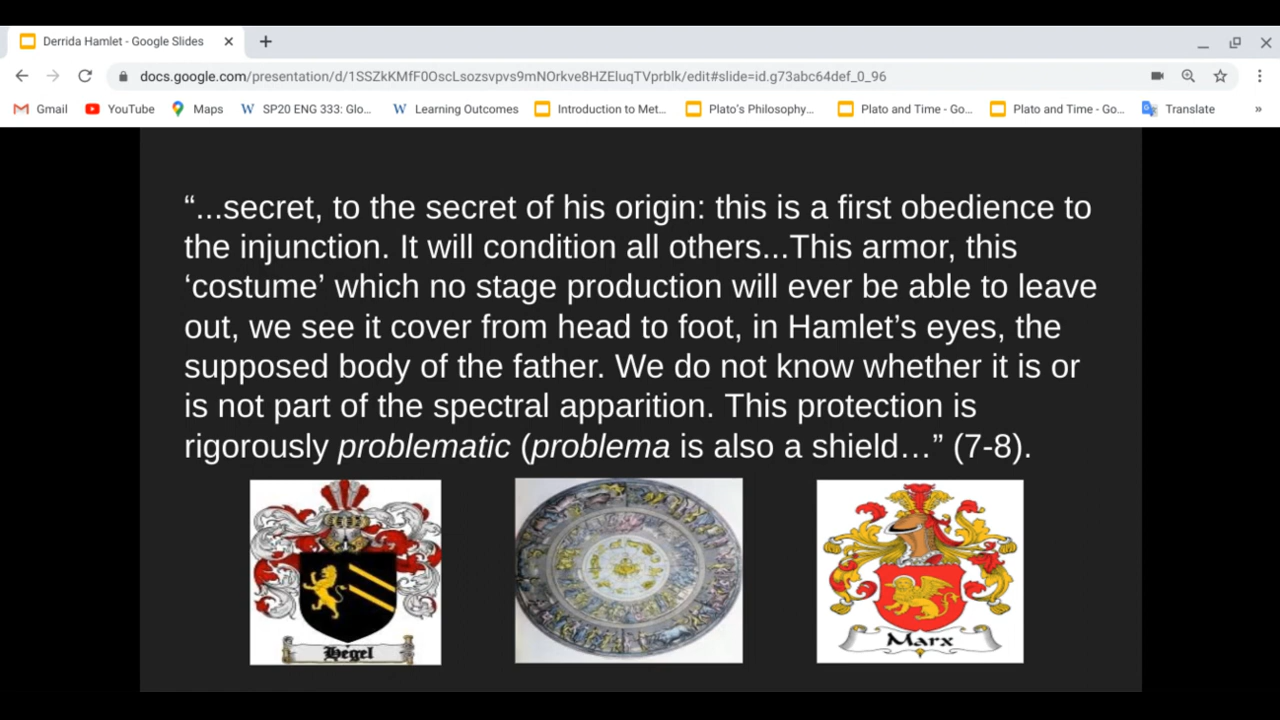 Derrida Hamlet - Google Slides
docs.google.com/presentation/d/1SSZkKMfF0OscLsozsvpvs9mNOrkve8HZEluqTVprblk/edit#slide=id.g73abc64def_0_96
Gmail YouTube Maps SP20 ENG 333: Glo... Learning Outcomes Introduction to Met... Plato's Philosophy... Plato and Time - Go... Plato and Time - Go... Translate »
“...secret, to the secret of his origin: this is a first obedience to
the injunction. It will condition all others...This armor, this
‘costume’ which no stage production will ever be able to leave
out, we see it cover from head to foot, in Hamlet’s eyes, the
supposed body of the father. We do not know whether it is or
is not part of the spectral apparition. This protection is
rigorously problematic (problema is also a shield…” (7-8).
Hegel
Marx